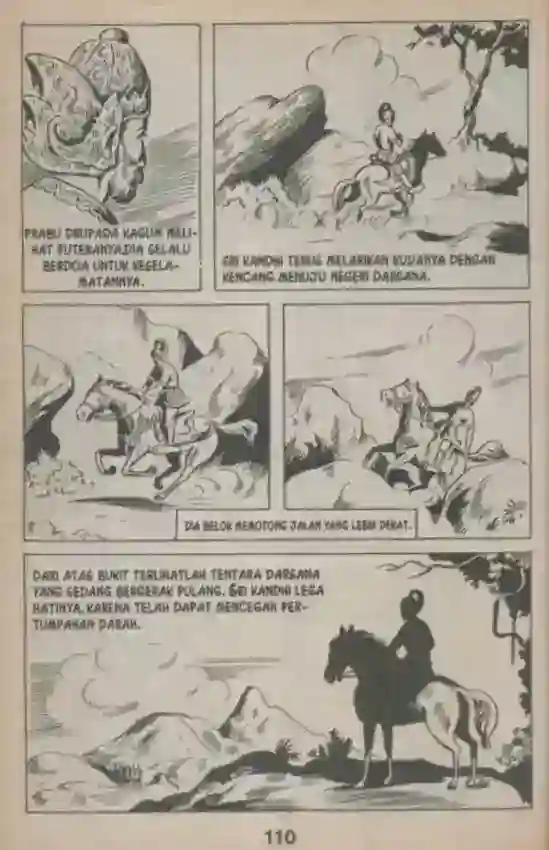 PRABU DRUPADA KAGUM MELI-
HAT PUTERANYA. DIA SELALU
BERDOA UNTUK KESELA-
MATANNYA.
SRI KANDHI TERUS MELARIKAN KUDANYA DENGAN
KENCANG MENUJU NEGERI DARSANA.
DIA BELOK MEMOTONG JALAN YANG LEBIH DEKAT.
DARI ATAS BUKIT TERLIHATLAH TENTARA DARSANA
YANG SEDANG BERGERAK PULANG. SRI KANDHI LEGA
HATINYA, KARENA TELAH DAPAT MENCEGAH PER-
TUMPAHAN DARAH.
110